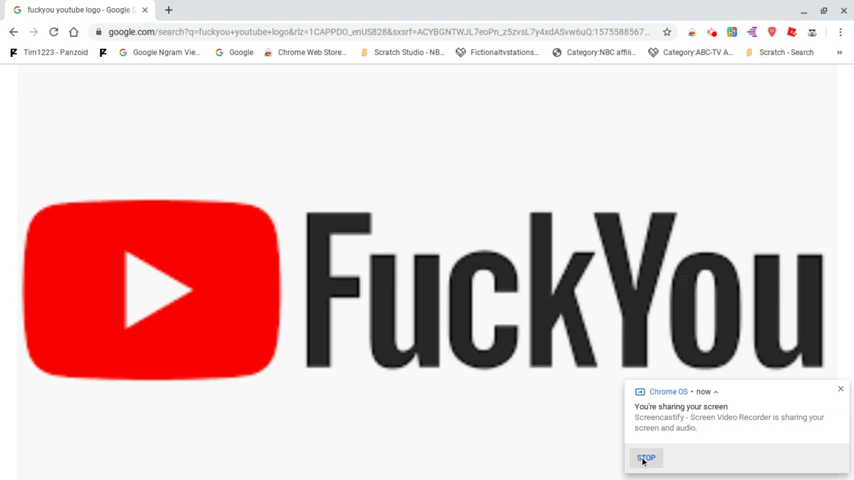 fuckyou youtube logo - Google S
google.com/search?q=fuckyou+youtube+logo&rlz=1CAPPDO_enUS828&sxsrf=ACYBGNTWJL7eoPn_z5zvsL7y4xdASvw6uQ:1575588567...
Tim1223 - Panzoid
Google Ngram Vie...
Google
Chrome Web Store...
Scratch Studio - NB...
Fictionaltvstations...
Category:NBC affili...
Category:ABC-TV A...
Scratch - Search
»
FuckYou
Chrome OS • now
You're sharing your screen
Screencastify - Screen Video Recorder is sharing your
screen and audio.
STOP